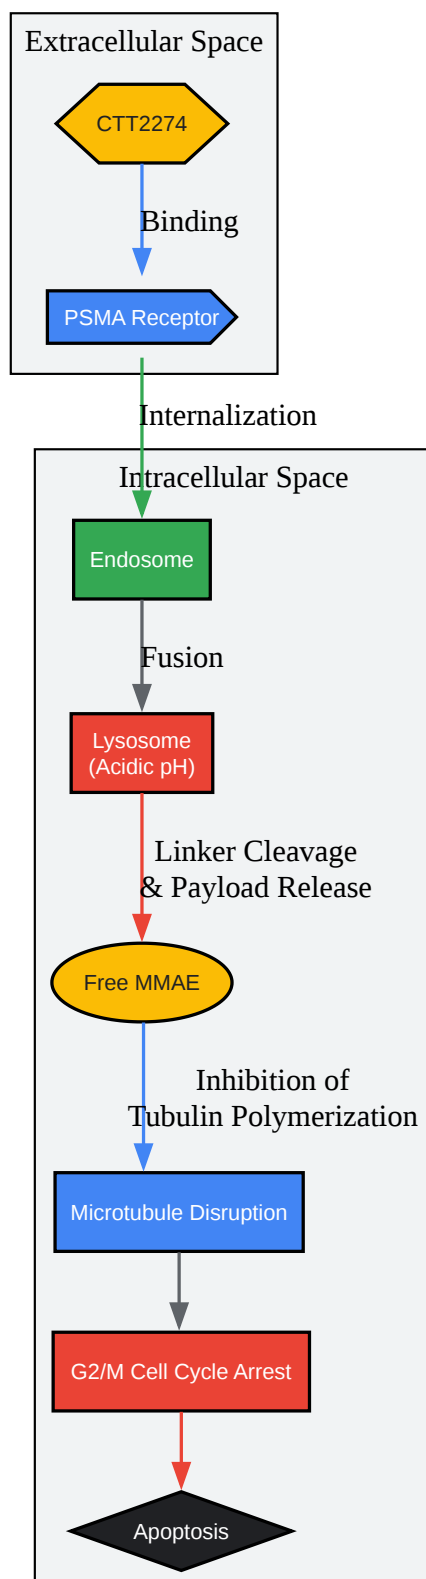 Extracellular Space
CTT2274
Binding
PSMA Receptor
Internalization
Intracellular Space
Endosome
Fusion
Lysosome
(Acidic pH)
Linker Cleavage
& Payload Release
Free MMAE
Inhibition of
Tubulin Polymerization
Microtubule Disruption
G2/M Cell Cycle Arrest
Apoptosis